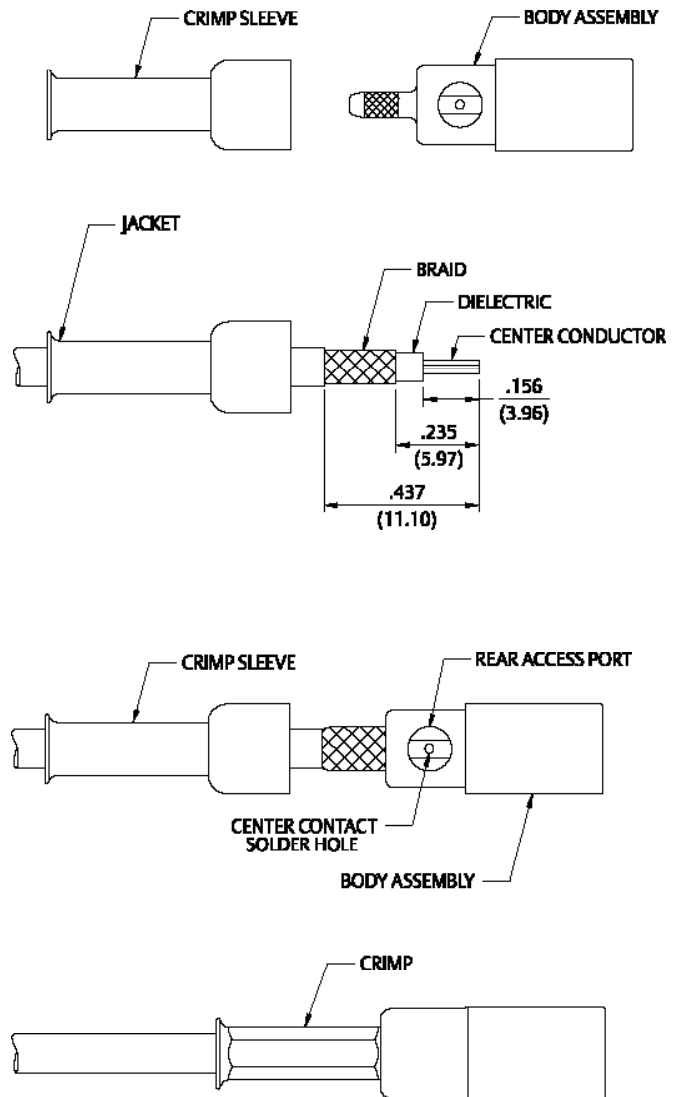 CRIMP SLEEVE
BODY ASSEMBLY
JACKET
BRAID
DIELECTRIC
CENTER CONDUCTOR
.156
(3.96)
.235
(5.97)
.437
(11.10)
CRIMP SLEEVE
REAR ACCESS PORT
CENTER CONTACT
SOLDER HOLE
BODY ASSEMBLY
CRIMP